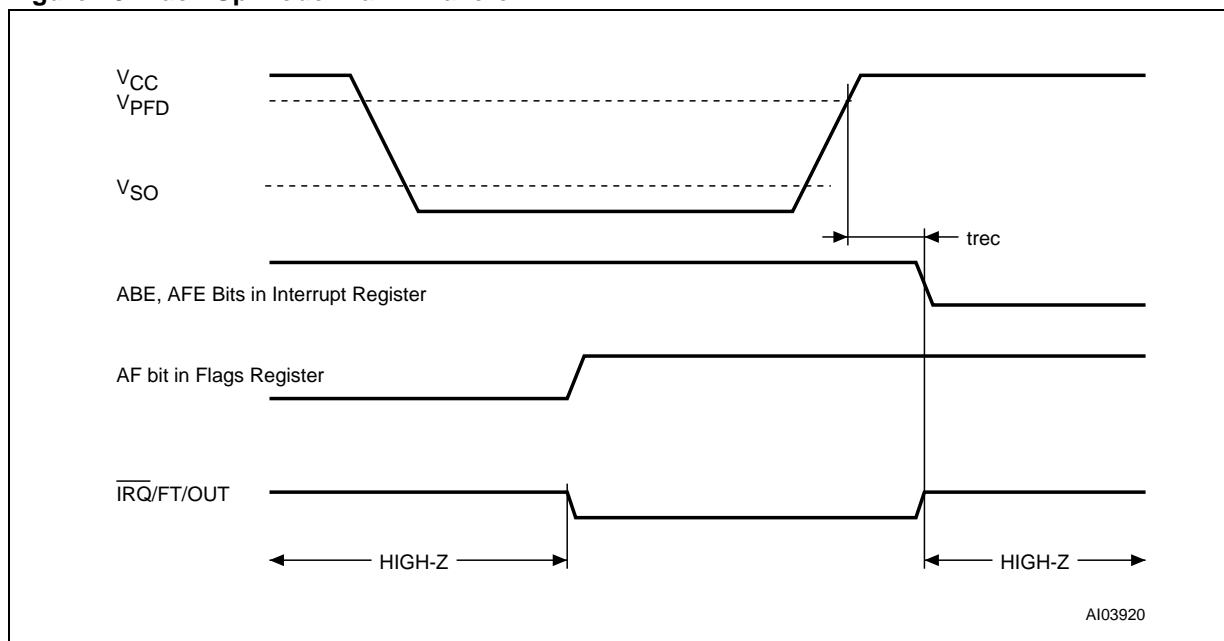 VCC
VPFD
VSO
trec
ABE, AFE Bits in Interrupt Register
AF bit in Flags Register
IRQ/FT/OUT
HIGH-Z
HIGH-Z
AI03920